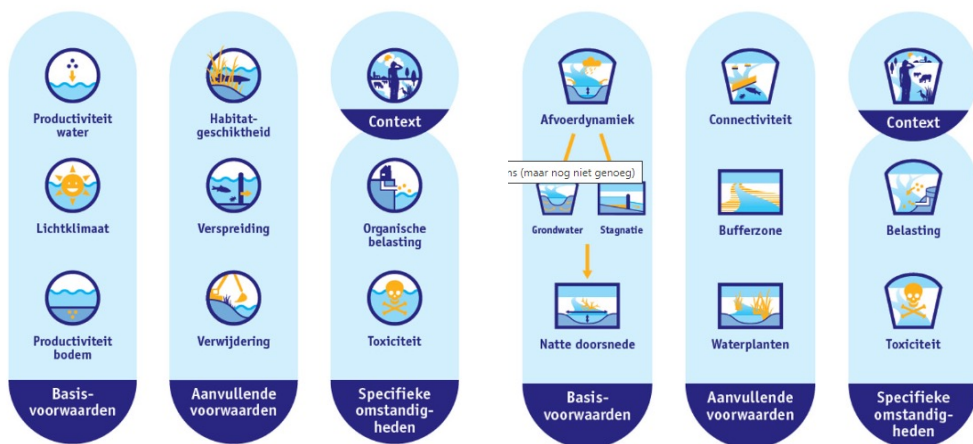 Productiviteit
water
Lichtklimaat
Productiviteit
bodem
Basis-
voorwaarden
Habitat-
geschiktheid
Verspreiding
Verwijdering
Aanvullende
voorwaarden
Context
Organische
belasting
Toxiciteit
Specifieke
omstandig-
heden
Afvoerdynamiek
(maar nog niet genoeg)
Grondwater
Stagnatie
Natte doorsnede
Basis-
voorwaarden
Connectiviteit
Bufferzone
Waterplanten
Aanvullende
voorwaarden
Context
Belasting
Toxiciteit
Specifieke
omstandig-
heden